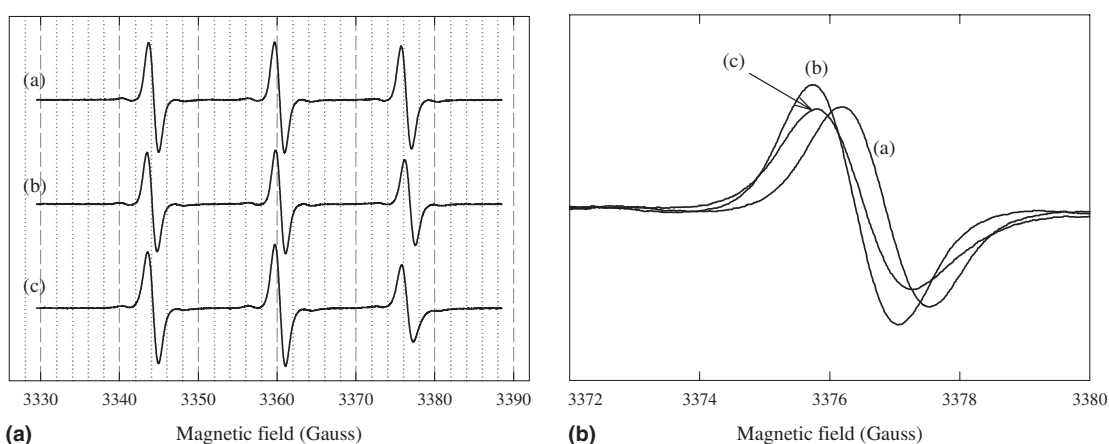 (a)
(b)
(c)
3330 3340 3350 3360 3370 3380 3390
(a) Magnetic field (Gauss)
(c)
(b)
(a)
3372 3374 3376 3378 3380
(b) Magnetic field (Gauss)